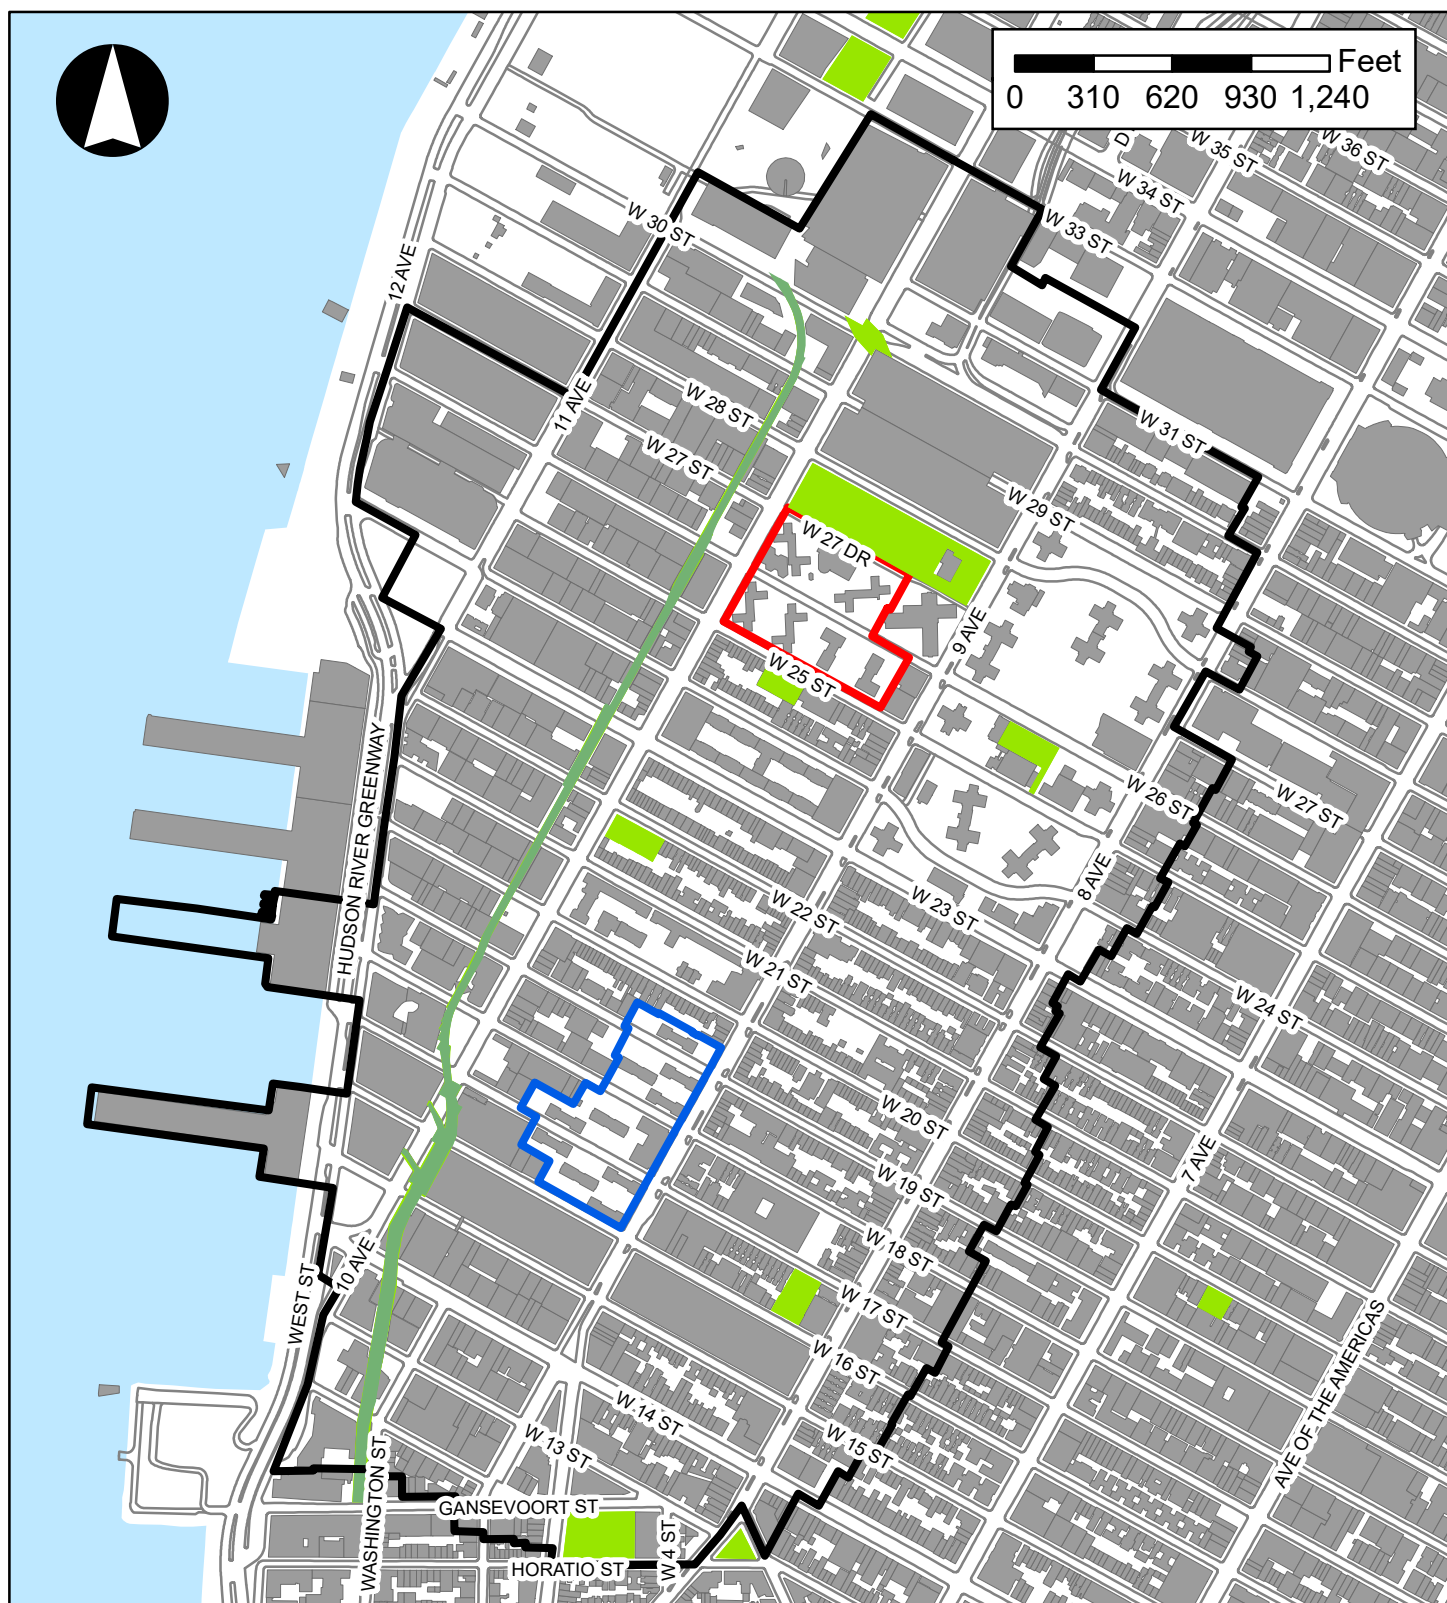 Feet
0 310 620 930 1,240
D
W 35 ST
W 36 ST
W 34 ST
W 30 ST
W 33 ST
12 AVE
11 AVE
W 28 ST
W 31 ST
W 27 ST
W 29 ST
W 27 DR
9 AVE
W 25 ST
W 26 ST
W 27 ST
HUDSON RIVER GREENWAY
8 AVE
W 22 ST
W 23 ST
W 21 ST
W 24 ST
W 20 ST
7 AVE
W 19 ST
W 18 ST
10 AVE
WEST ST
W 17 ST
W 16 ST
AVE OF THE AMERICAS
W 14 ST
W 13 ST
W 15 ST
WASHINGTON ST
GANSEVOORT ST
W 4 ST
HORATIO ST